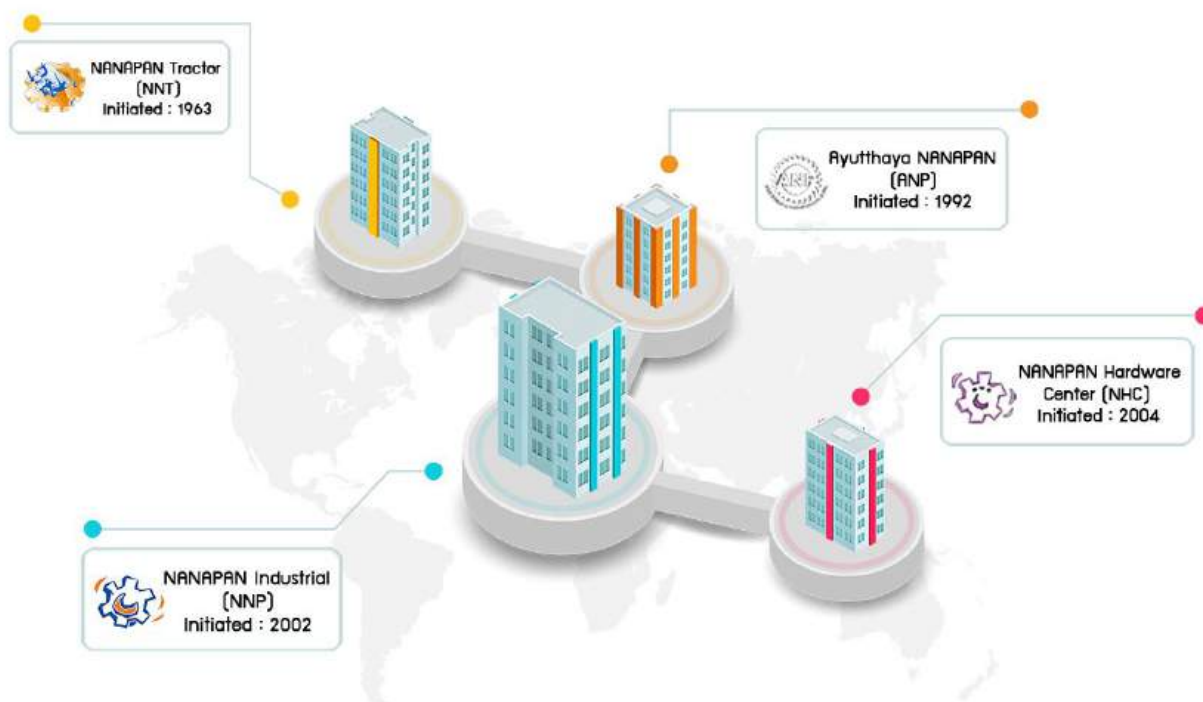 NANAPAN Tractor
(NNT)
Initiated : 1963
Ayutthaya NANAPAN
(ANP)
Initiated : 1992
ANP
NANAPAN Hardware
Center (NHC)
Initiated : 2004
NANAPAN Industrial
(NNP)
Initiated : 2002